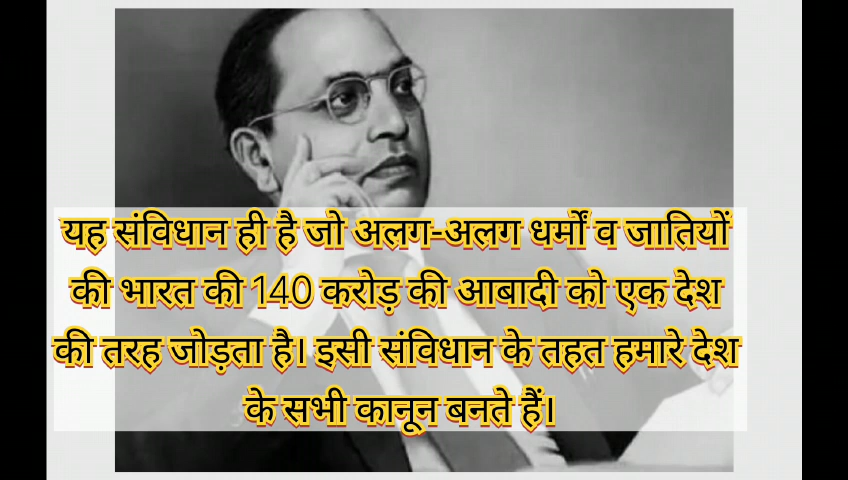 यह संविधान ही है जो अलग-अलग धर्मों व जातियों
की भारत की 140 करोड़ की आबादी को एक देश
की तरह जोड़ता है। इसी संविधान के तहत हमारे देश
के सभी कानून बनते हैं।